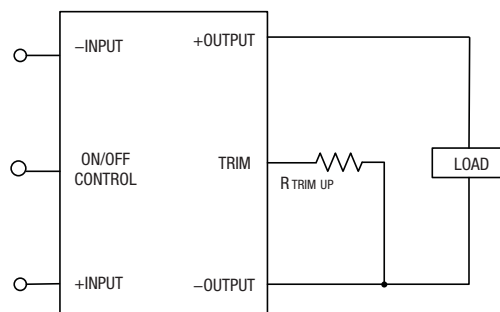 −INPUT
+OUTPUT
ON/OFF
CONTROL
TRIM
R TRIM UP
LOAD
+INPUT
−OUTPUT